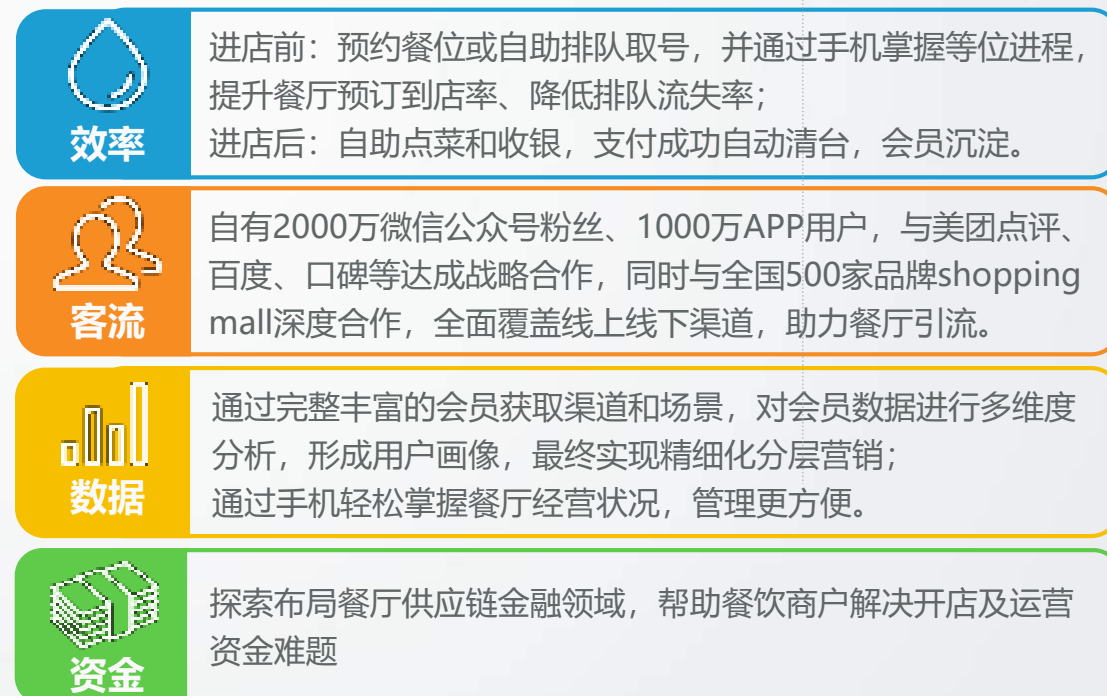 进店前：预约餐位或自助排队取号，并通过手机掌握等位进程，
提升餐厅预订到店率、降低排队流失率；
进店后：自助点菜和收银，支付成功自动清台，会员沉淀。
效率
自有2000万微信公众号粉丝、1000万APP用户，与美团点评、
百度、口碑等达成战略合作，同时与全国500家品牌shopping
mall深度合作，全面覆盖线上线下渠道，助力餐厅引流。
客流
通过完整丰富的会员获取渠道和场景，对会员数据进行多维度
分析，形成用户画像，最终实现精细化分层营销；
通过手机轻松掌握餐厅经营状况，管理更方便。
数据
探索布局餐厅供应链金融领域，帮助餐饮商户解决开店及运营
资金难题
资金